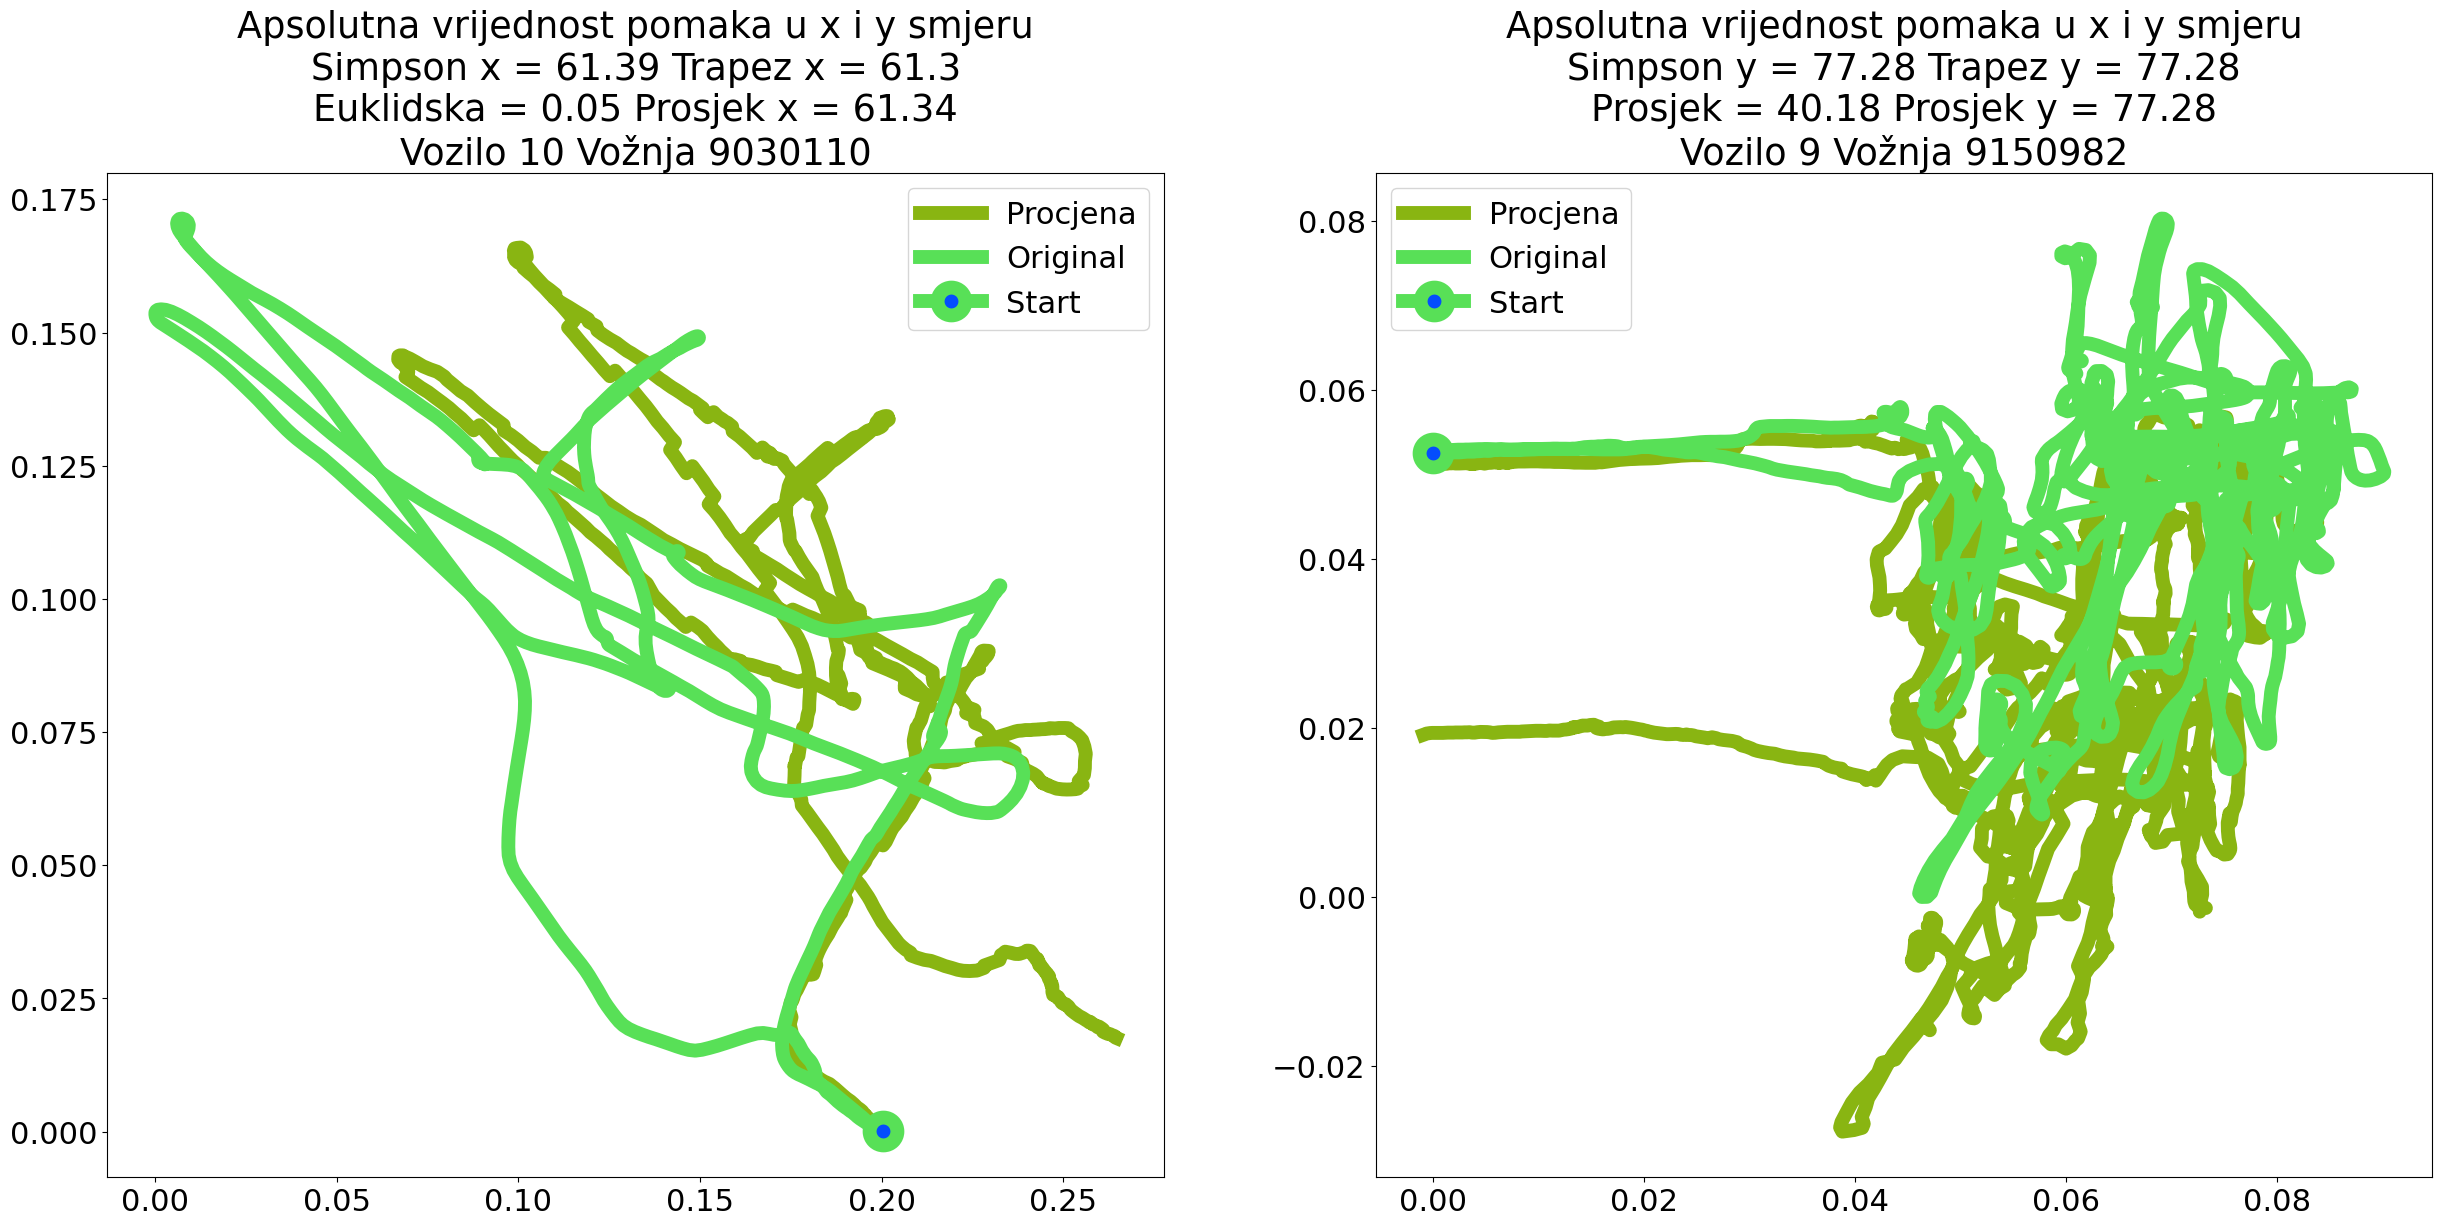 Apsolutna vrijednost pomaka u x i y smjeru
Simpson x = 61.39 Trapez x = 61.3
Euklidska = 0.05 Prosjek x = 61.34
Vozilo 10 Vožnja 9030110
Procjena
Original
Start
0.175
0.150
0.125
0.100
0.075
0.050
0.025
0.000
0.00 0.05 0.10 0.15 0.20 0.25
Apsolutna vrijednost pomaka u x i y smjeru
Simpson y = 77.28 Trapez y = 77.28
Prosjek = 40.18 Prosjek y = 77.28
Vozilo 9 Vožnja 9150982
Procjena
Original
Start
0.08
0.06
0.04
0.02
0.00
−0.02
0.00 0.02 0.04 0.06 0.08